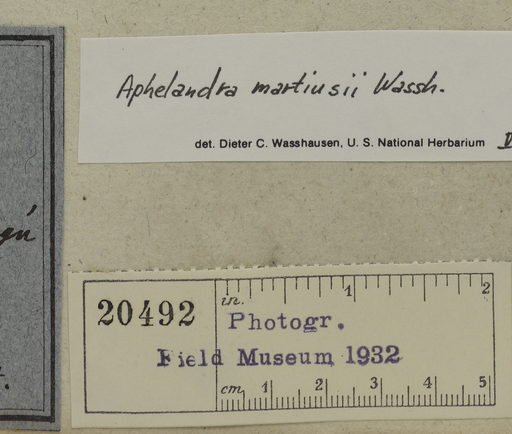 Aphelandra martiusii Wassh.
det. Dieter C. Wasshausen, U. S. National Herbarium
20492
in. 1 2
Photogr.
Field Museum 1932
cm 1 2 3 4 5